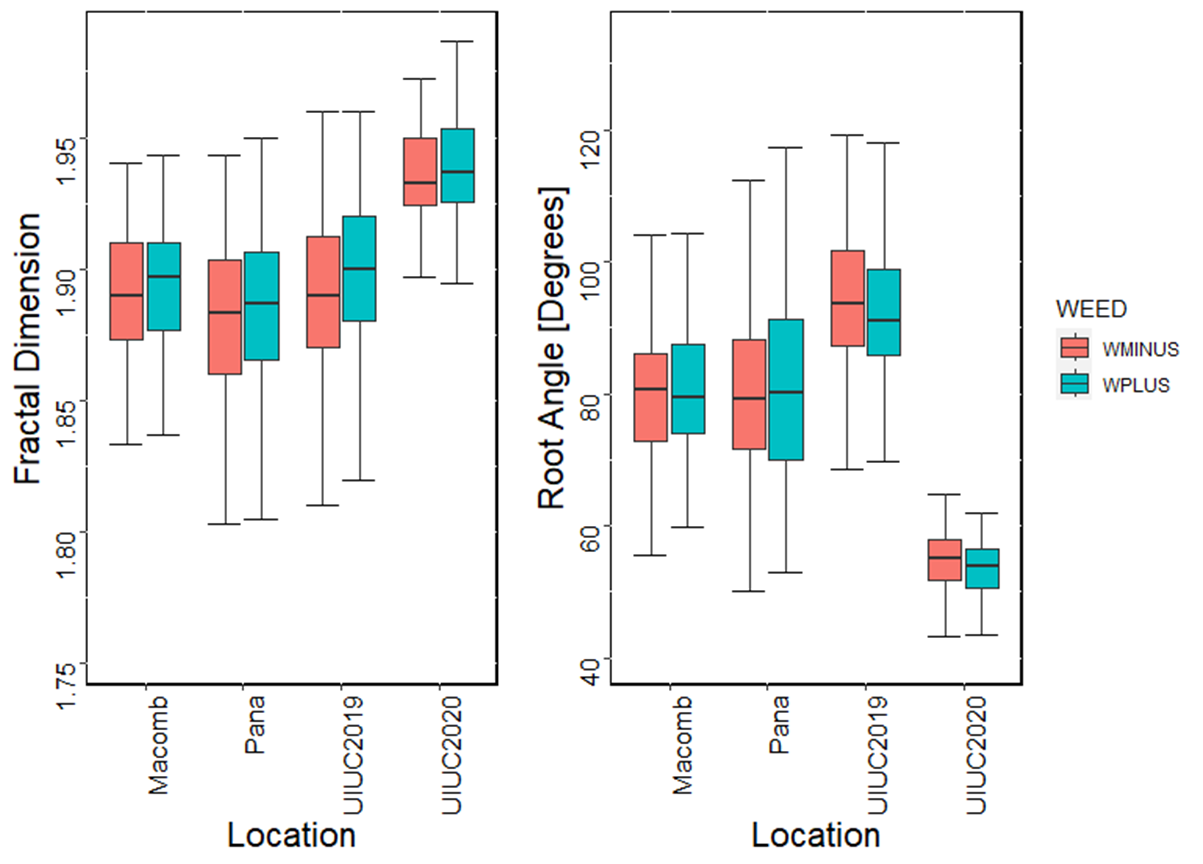 Fractal Dimension
1.95
1.90
1.85
1.80
1.75
Macomb
Pana
UIUC2019
UIUC2020
Location
Root Angle [Degrees]
120
100
80
60
40
Macomb
Pana
UIUC2019
UIUC2020
Location
WEED
WMINUS
WPLUS